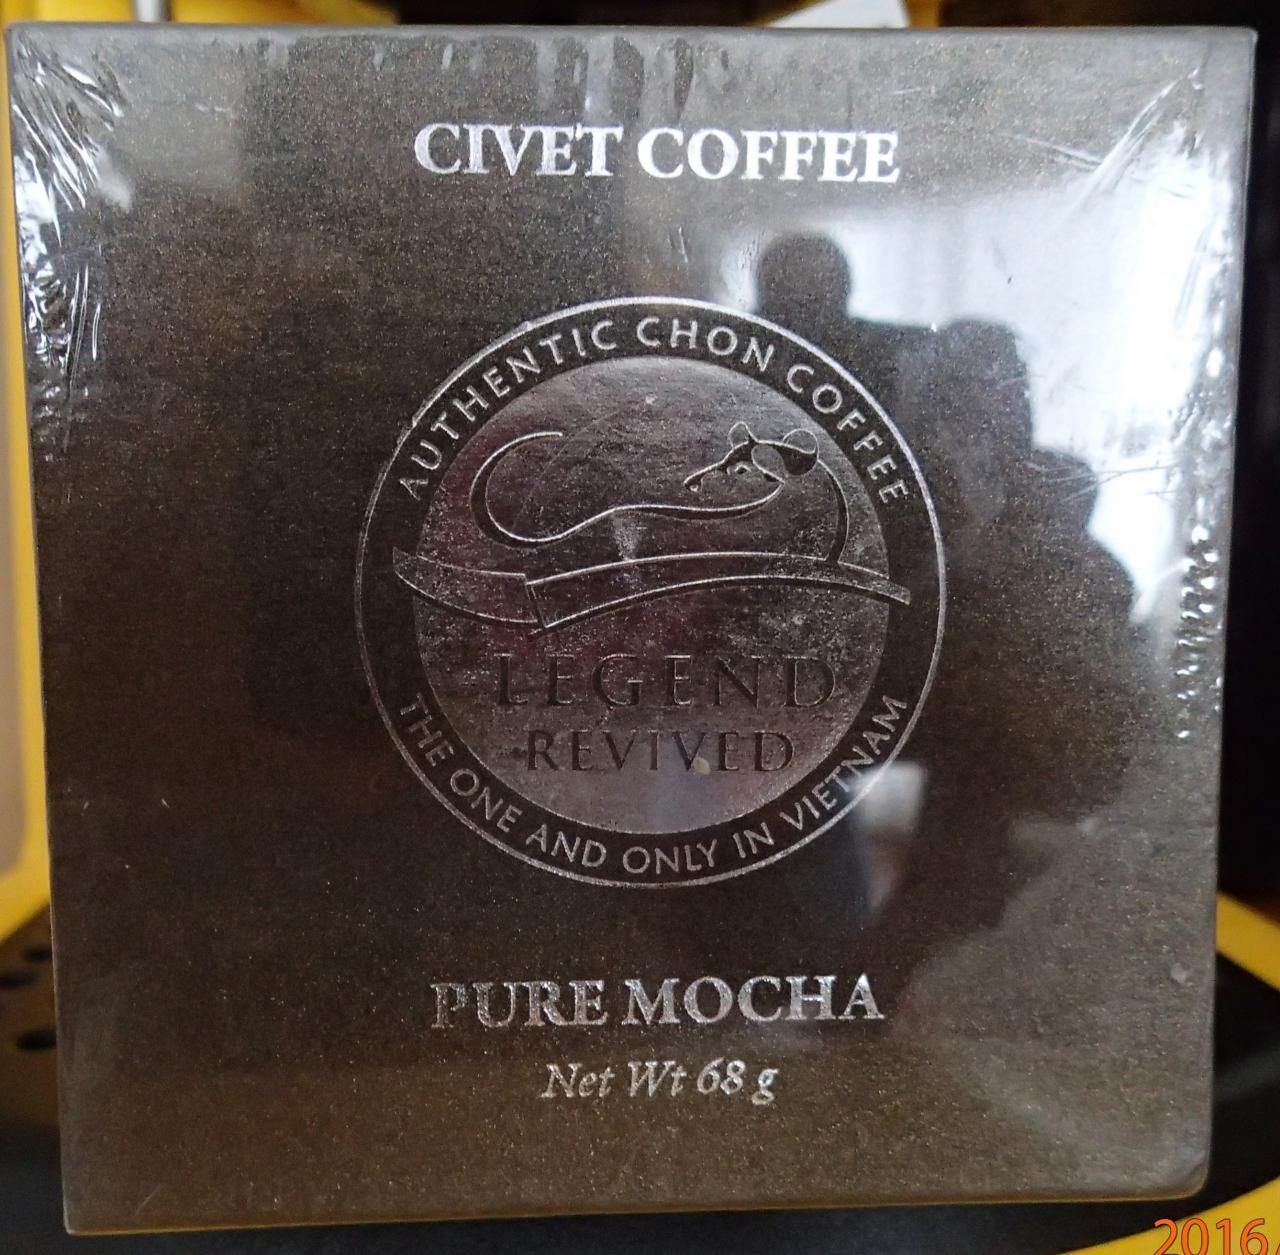 CIVET COFFEE
AUTHENTIC CHON COFFEE
LEGEND
REVIVED
THE ONE AND ONLY IN VIETNAM
PURE MOCHA
Net Wt 68 g
2016